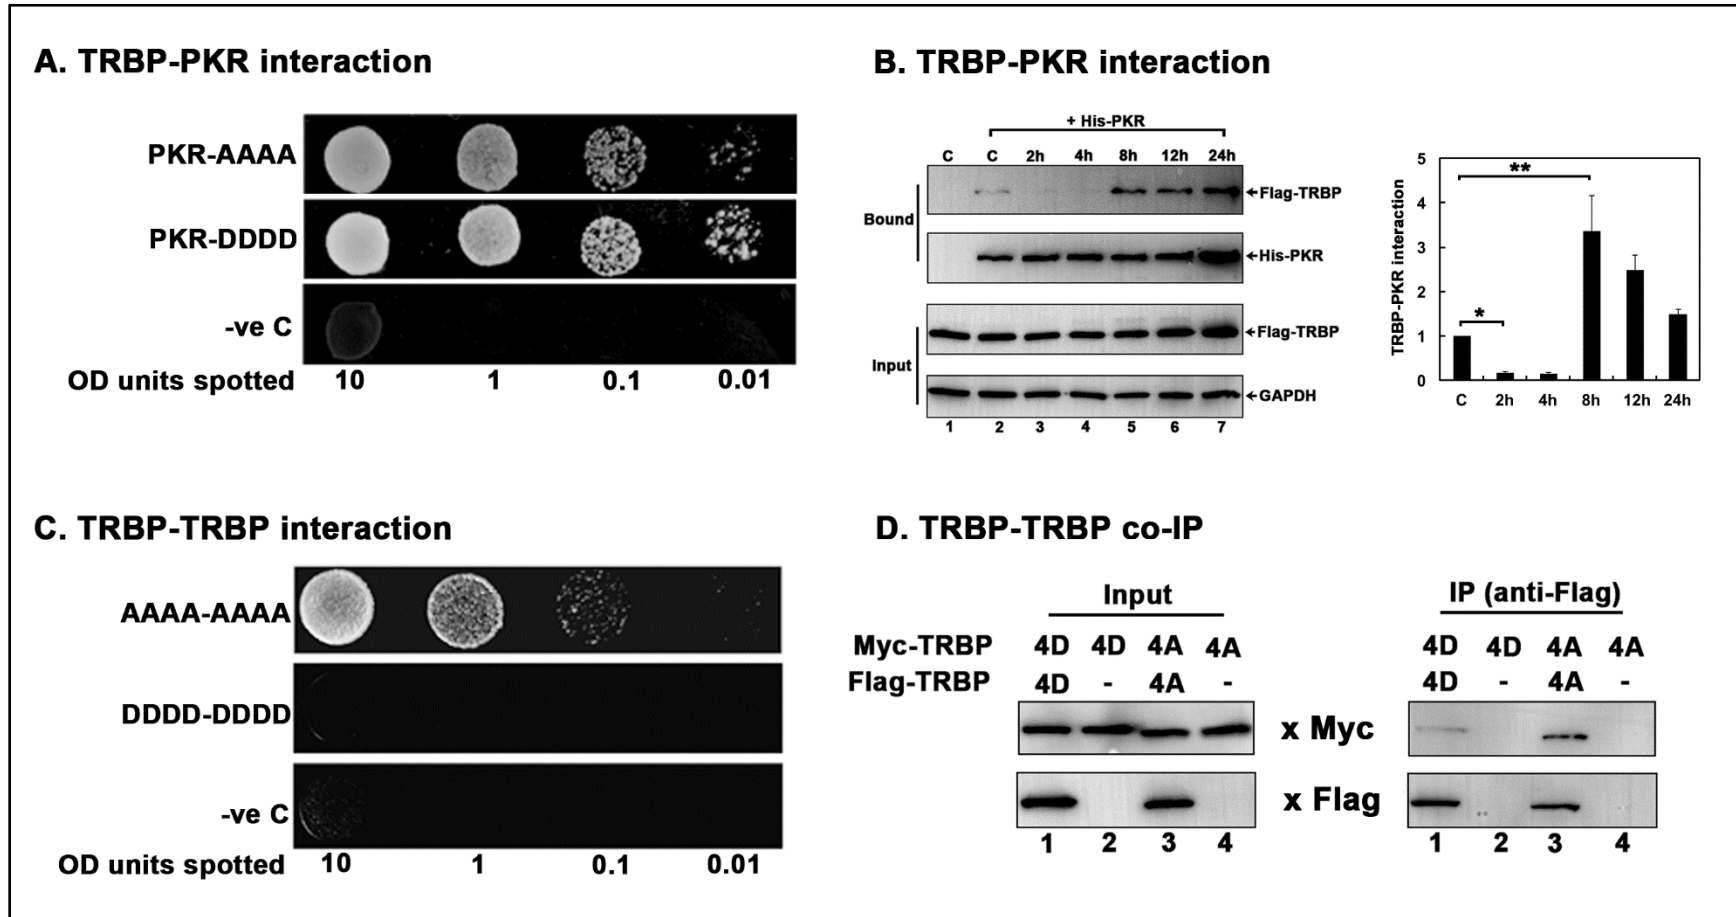 A. TRBP-PKR interaction
PKR-AAAA
PKR-DDDD
-ve C
OD units spotted 10 1 0.1 0.01
B. TRBP-PKR interaction
+ His-PKR
C C 2h 4h 8h 12h 24h
Bound
←Flag-TRBP
←His-PKR
Input
←Flag-TRBP
←GAPDH
1 2 3 4 5 6 7
TRBP-PKR interaction
5
4
3
2
1
0
**
*
C 2h 4h 8h 12h 24h
C. TRBP-TRBP interaction
AAAA-AAAA
DDDD-DDDD
-ve C
OD units spotted 10 1 0.1 0.01
D. TRBP-TRBP co-IP
Input IP (anti-Flag)
Myc-TRBP 4D 4D 4A 4A 4D 4D 4A 4A
Flag-TRBP 4D - 4A - 4D - 4A -
x Myc
x Flag
1 2 3 4 1 2 3 4